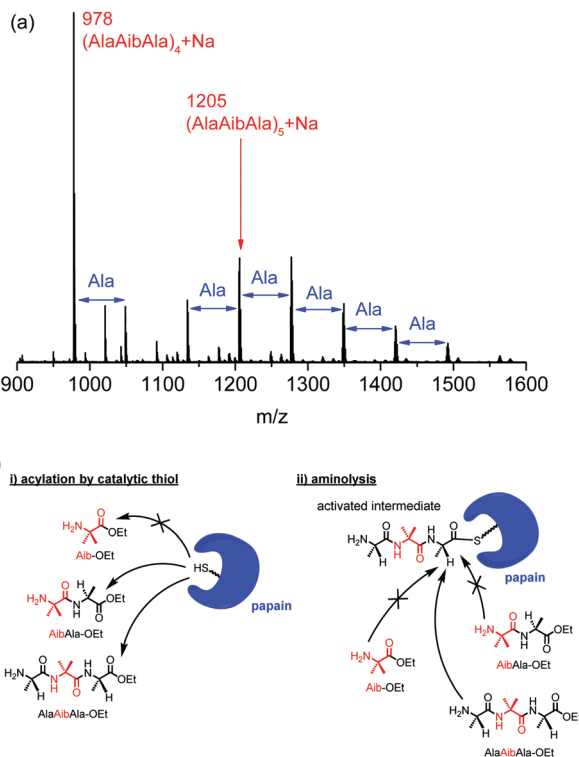 (a)
978
(AlaAibAla)₄+Na
1205
(AlaAibAla)₅+Na
Ala
Ala
Ala
Ala
Ala
Ala
900 1000 1100 1200 1300 1400 1500 1600
m/z
i) acylation by catalytic thiol
H₂N O OEt
Aib-OEt
HS
papain
H₂N O N H H O OEt
AibAla-OEt
H₂N O H N H O H N O H OEt
AlaAibAla-OEt
ii) aminolysis
activated intermediate
H₂N O H N H O H N O H S
papain
H₂N O OEt
Aib-OEt
H₂N O N H H O OEt
AibAla-OEt
H₂N O H N H O H N O H OEt
AlaAibAla-OEt